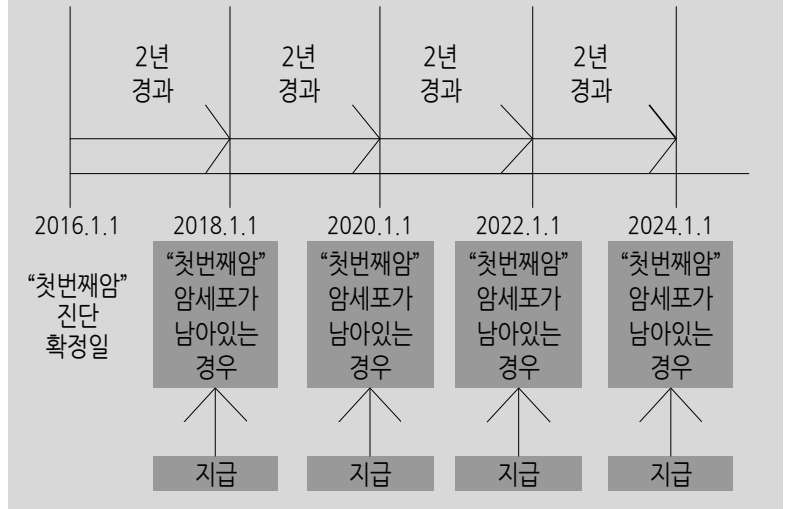 2년
경과
2년
경과
2년
경과
2년
경과
2016.1.1
2018.1.1
2020.1.1
2022.1.1
2024.1.1
“첫번째암”
진단
확정일
“첫번째암”
암세포가
남아있는
경우
“첫번째암”
암세포가
남아있는
경우
“첫번째암”
암세포가
남아있는
경우
“첫번째암”
암세포가
남아있는
경우
지급
지급
지급
지급